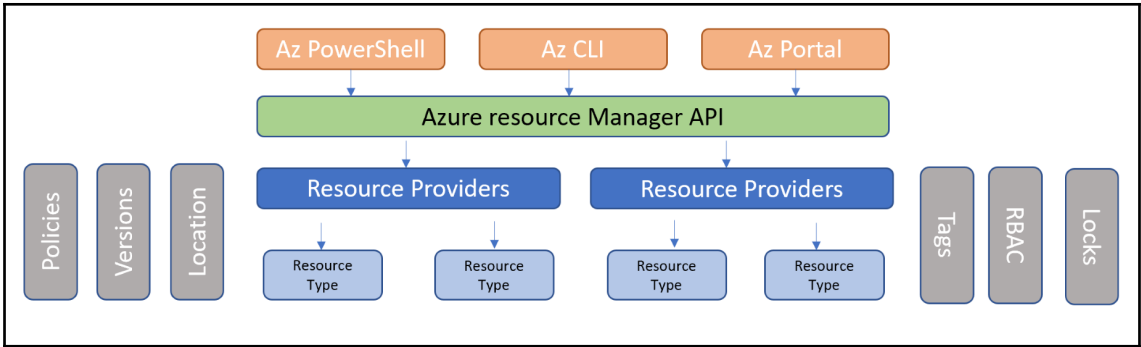 Az PowerShell
Az CLI
Az Portal
Azure resource Manager API
Policies
Versions
Location
Resource Providers
Resource Providers
Tags
RBAC
Locks
Resource
Type
Resource
Type
Resource
Type
Resource
Type